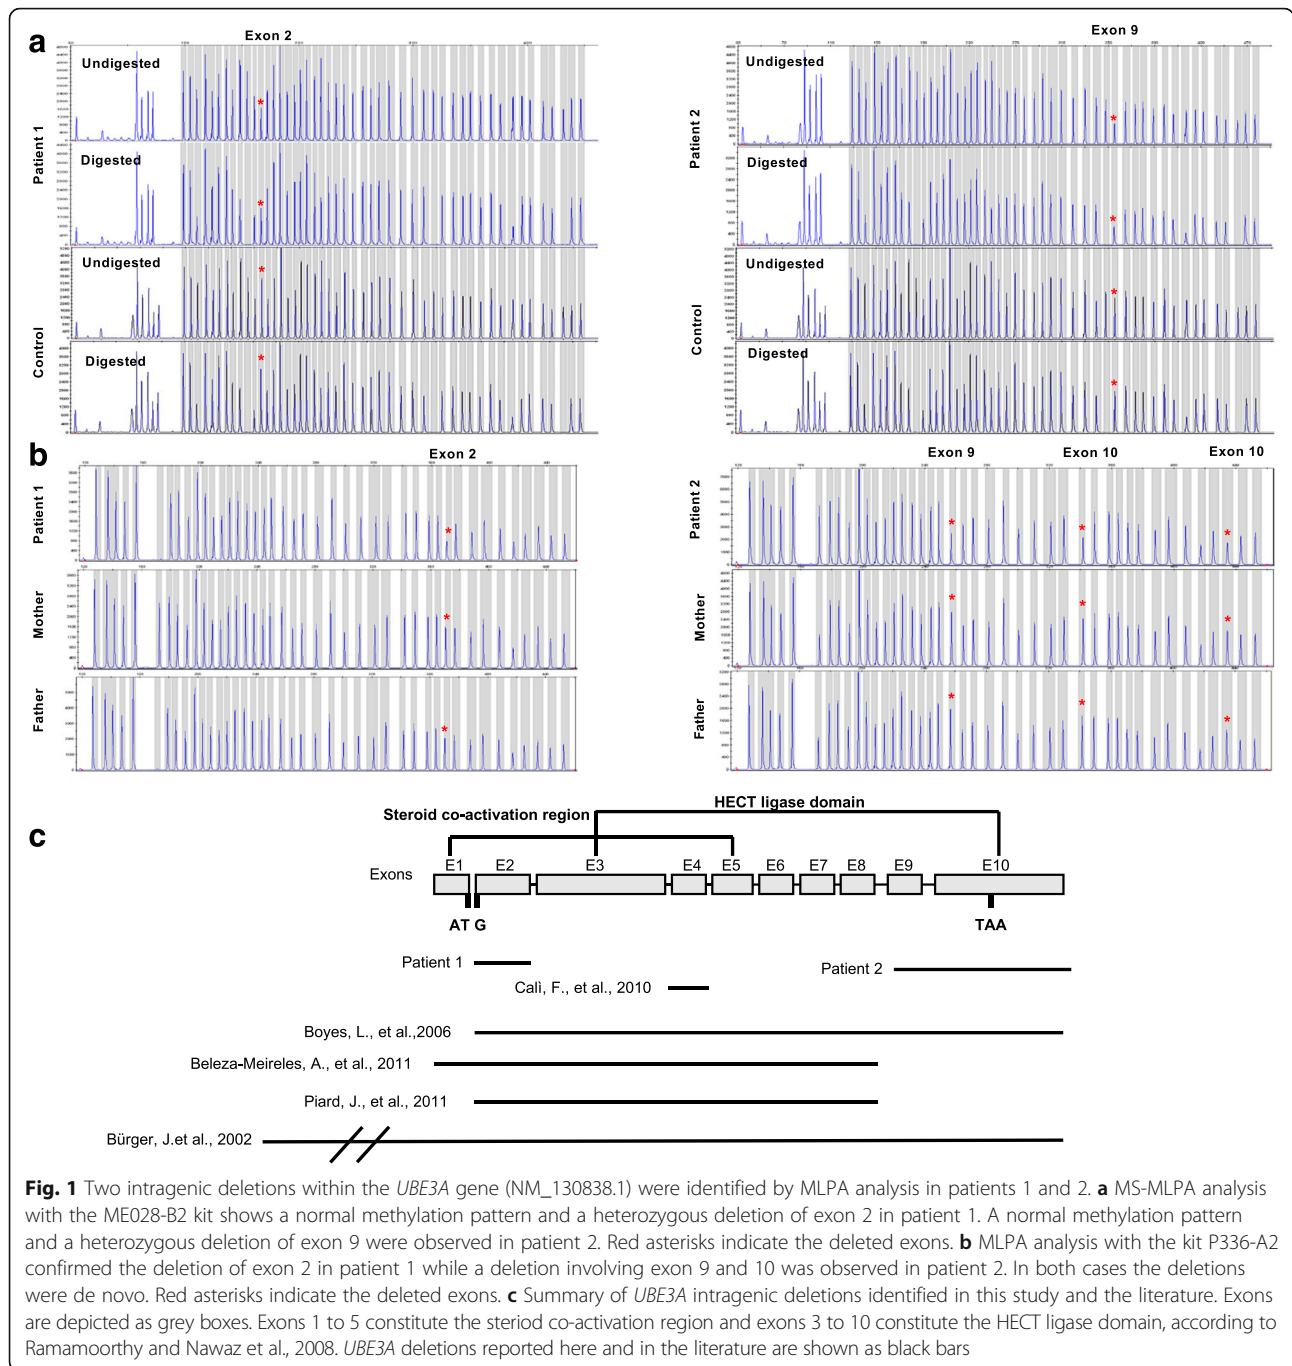 a
Exon 2
Undigested
Digested
Undigested
Digested
Patient 1
Control
Exon 9
Undigested
Digested
Undigested
Digested
Patient 2
Control
b
Exon 2
Patient 1
Mother
Father
Exon 9 Exon 10 Exon 10
Patient 2
Mother
Father
c
HECT ligase domain
Steroid co-activation region
Exons E1 E2 E3 E4 E5 E6 E7 E8 E9 E10
AT G TAA
Patient 1
Patient 2
Calì, F., et al., 2010
Boyes, L., et al.,2006
Beleza-Meireles, A., et al., 2011
Piard, J., et al., 2011
Bürger, J.et al., 2002
Fig. 1 Two intragenic deletions within the UBE3A gene (NM_130838.1) were identified by MLPA analysis in patients 1 and 2. a MS-MLPA analysis
with the ME028-B2 kit shows a normal methylation pattern and a heterozygous deletion of exon 2 in patient 1. A normal methylation pattern
and a heterozygous deletion of exon 9 were observed in patient 2. Red asterisks indicate the deleted exons. b MLPA analysis with the kit P336-A2
confirmed the deletion of exon 2 in patient 1 while a deletion involving exon 9 and 10 was observed in patient 2. In both cases the deletions
were de novo. Red asterisks indicate the deleted exons. c Summary of UBE3A intragenic deletions identified in this study and the literature. Exons
are depicted as grey boxes. Exons 1 to 5 constitute the steriod co-activation region and exons 3 to 10 constitute the HECT ligase domain, according to
Ramamoorthy and Nawaz et al., 2008. UBE3A deletions reported here and in the literature are shown as black bars